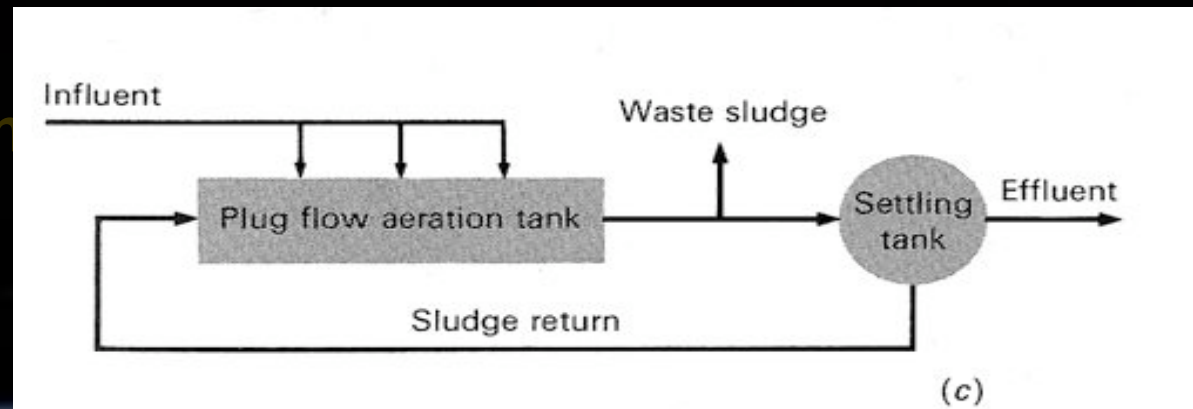 Influent
Waste sludge
Plug flow aeration tank
Settling
tank
Effluent
Sludge return
(c)